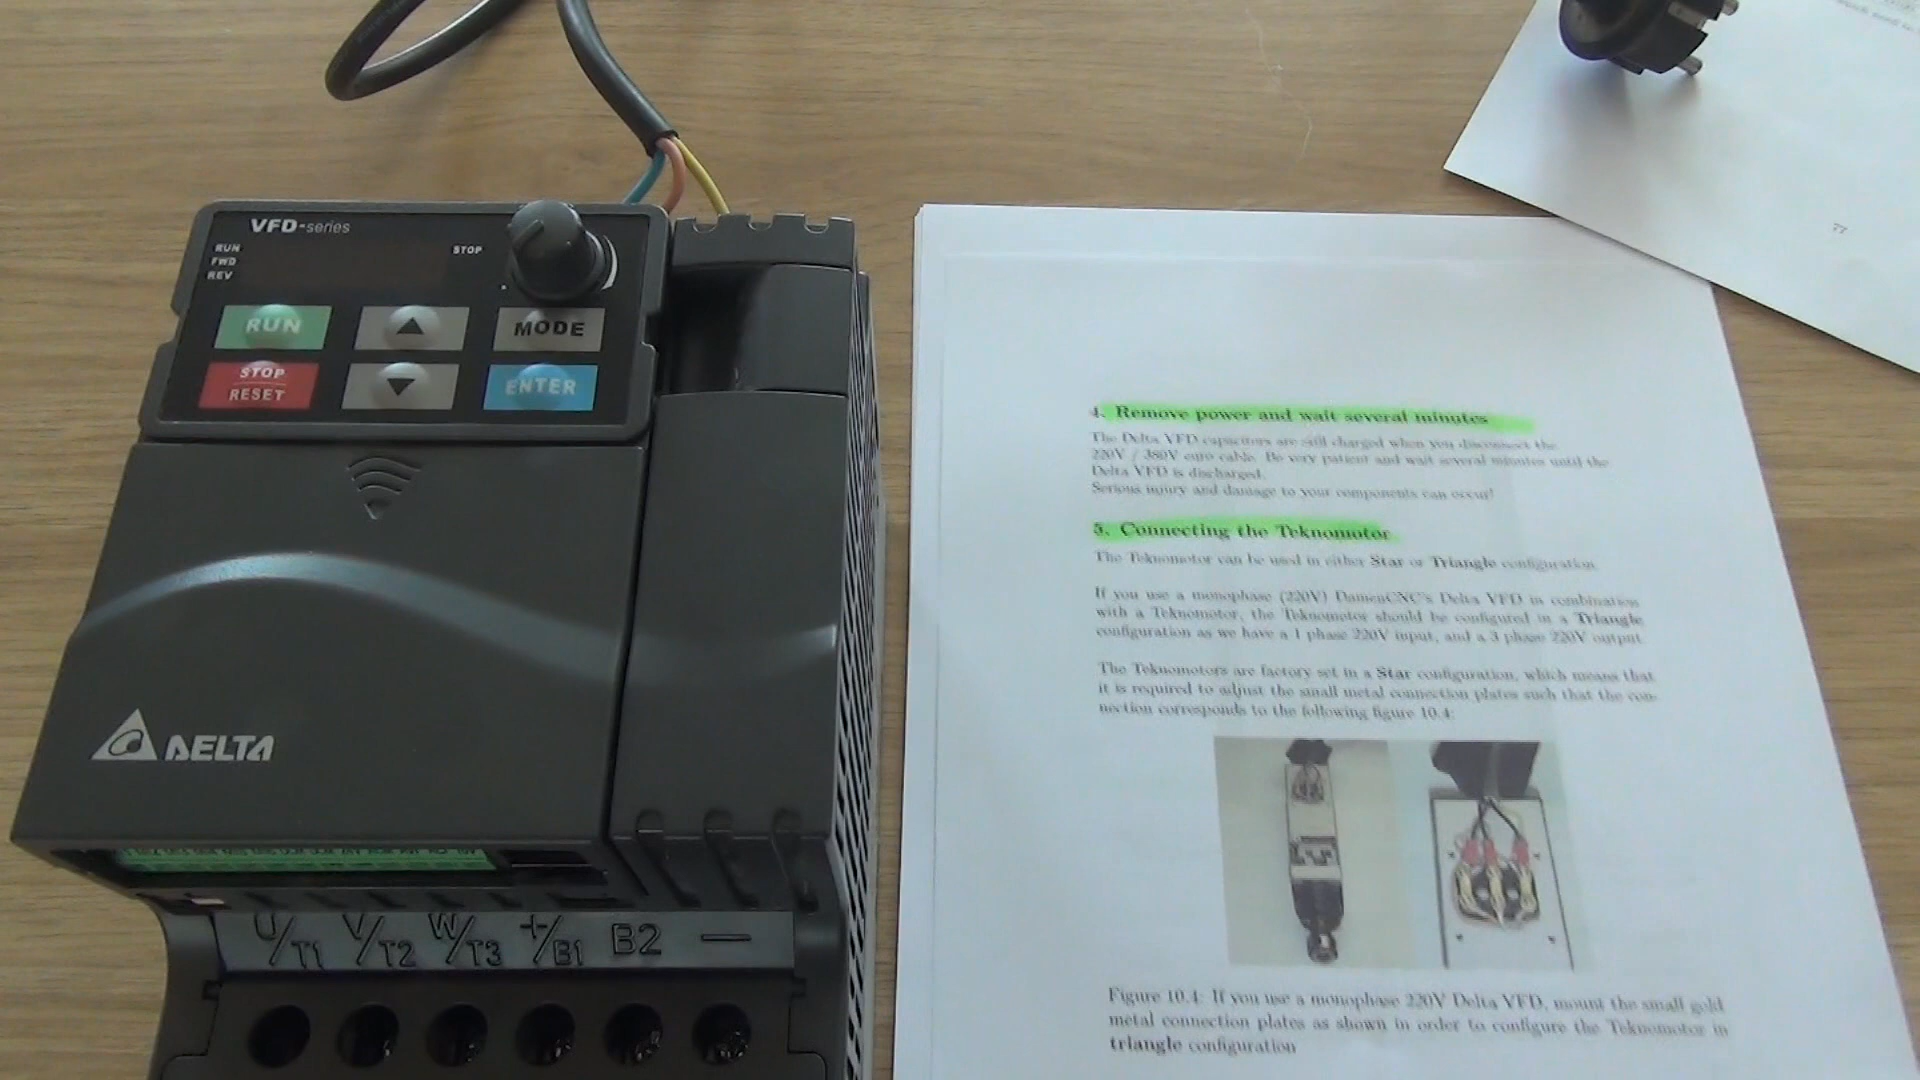 VFD-series
RUN
FWD
REV
STOP
RUN
▲
MODE
STOP
RESET
▼
ENTER
DELTA
U/T1 V/T2 W/T3 +/B1 B2 —
77
4. Remove power and wait several minutes
The Delta VFD capacitors are still charged when you disconnect the
220V / 380V euro cable. Be very patient and wait several minutes until the
Delta VFD is discharged.
Serious injury and damage to your components can occur!
5. Connecting the Teknomotor
The Teknomotor can be used in either Star or Triangle configuration.
If you use a monophase (220V) DamenCNC's Delta VFD in combination
with a Teknomotor, the Teknomotor should be configured in a Triangle
configuration as we have a 1 phase 220V input, and a 3 phase 220V output.
The Teknomotors are factory set in a Star configuration, which means that
it is required to adjust the small metal connection plates such that the con-
nection corresponds to the following figure 10.4:
Figure 10.4: If you use a monophase 220V Delta VFD, mount the small gold
metal connection plates as shown in order to configure the Teknomotor in
triangle configuration